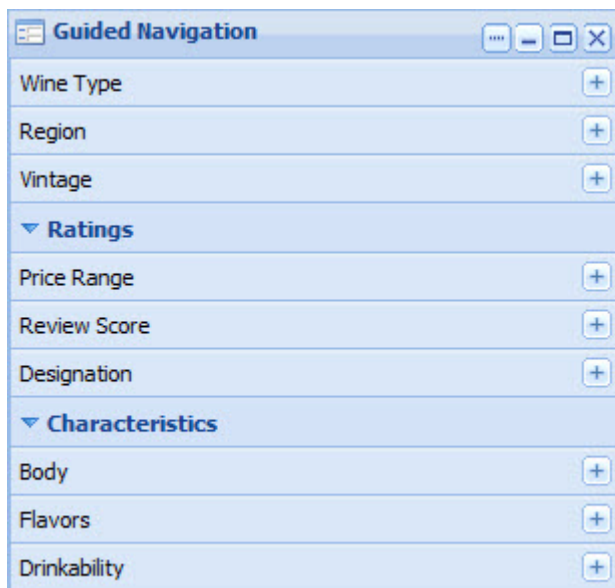 Guided Navigation
Wine Type
Region
Vintage
Ratings
Price Range
Review Score
Designation
Characteristics
Body
Flavors
Drinkability